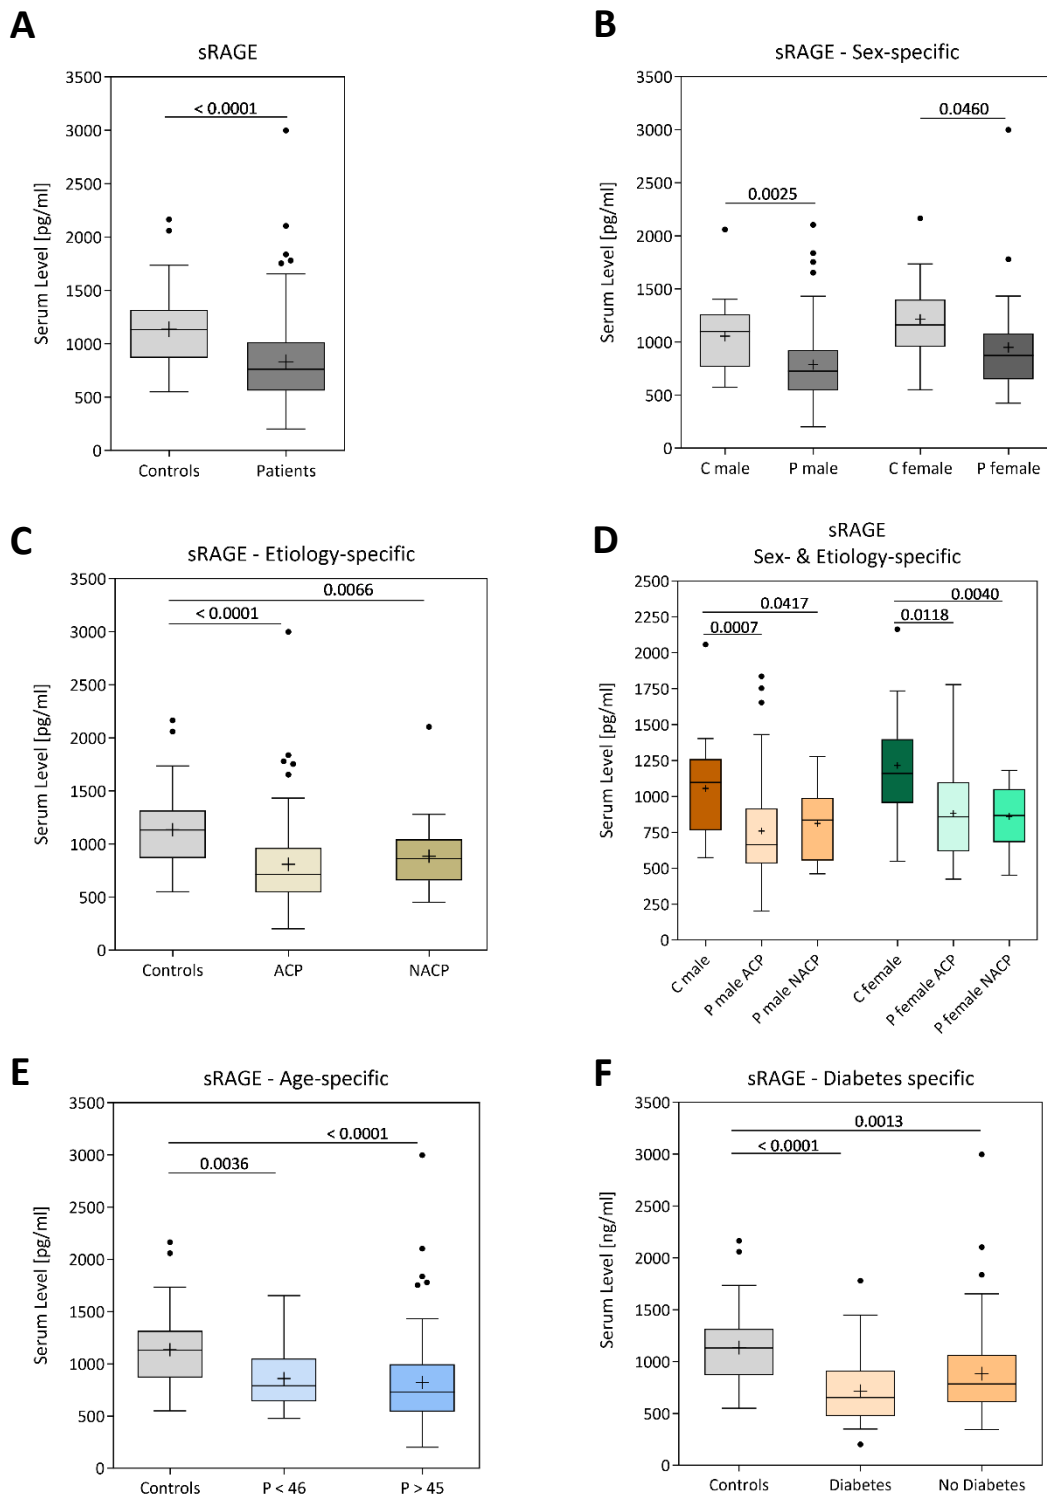 A
sRAGE
Serum Level [pg/ml]
3500
3000
2500
2000
1500
1000
500
0
< 0.0001
Controls
Patients
B
sRAGE - Sex-specific
Serum Level [pg/ml]
3500
3000
2500
2000
1500
1000
500
0
0.0460
0.0025
C male
P male
C female
P female
C
sRAGE - Etiology-specific
Serum Level [pg/ml]
3500
3000
2500
2000
1500
1000
500
0
0.0066
< 0.0001
Controls
ACP
NACP
D
sRAGE
Sex- & Etiology-specific
Serum Level [pg/ml]
2500
2250
2000
1750
1500
1250
1000
750
500
250
0
0.0417
0.0007
0.0040
0.0118
C male
P male ACP
P male NACP
C female
P female ACP
P female NACP
E
sRAGE - Age-specific
Serum Level [pg/ml]
3500
3000
2500
2000
1500
1000
500
0
< 0.0001
0.0036
Controls
P < 46
P > 45
F
sRAGE - Diabetes specific
Serum Level [ng/ml]
3500
3000
2500
2000
1500
1000
500
0
0.0013
< 0.0001
Controls
Diabetes
No Diabetes